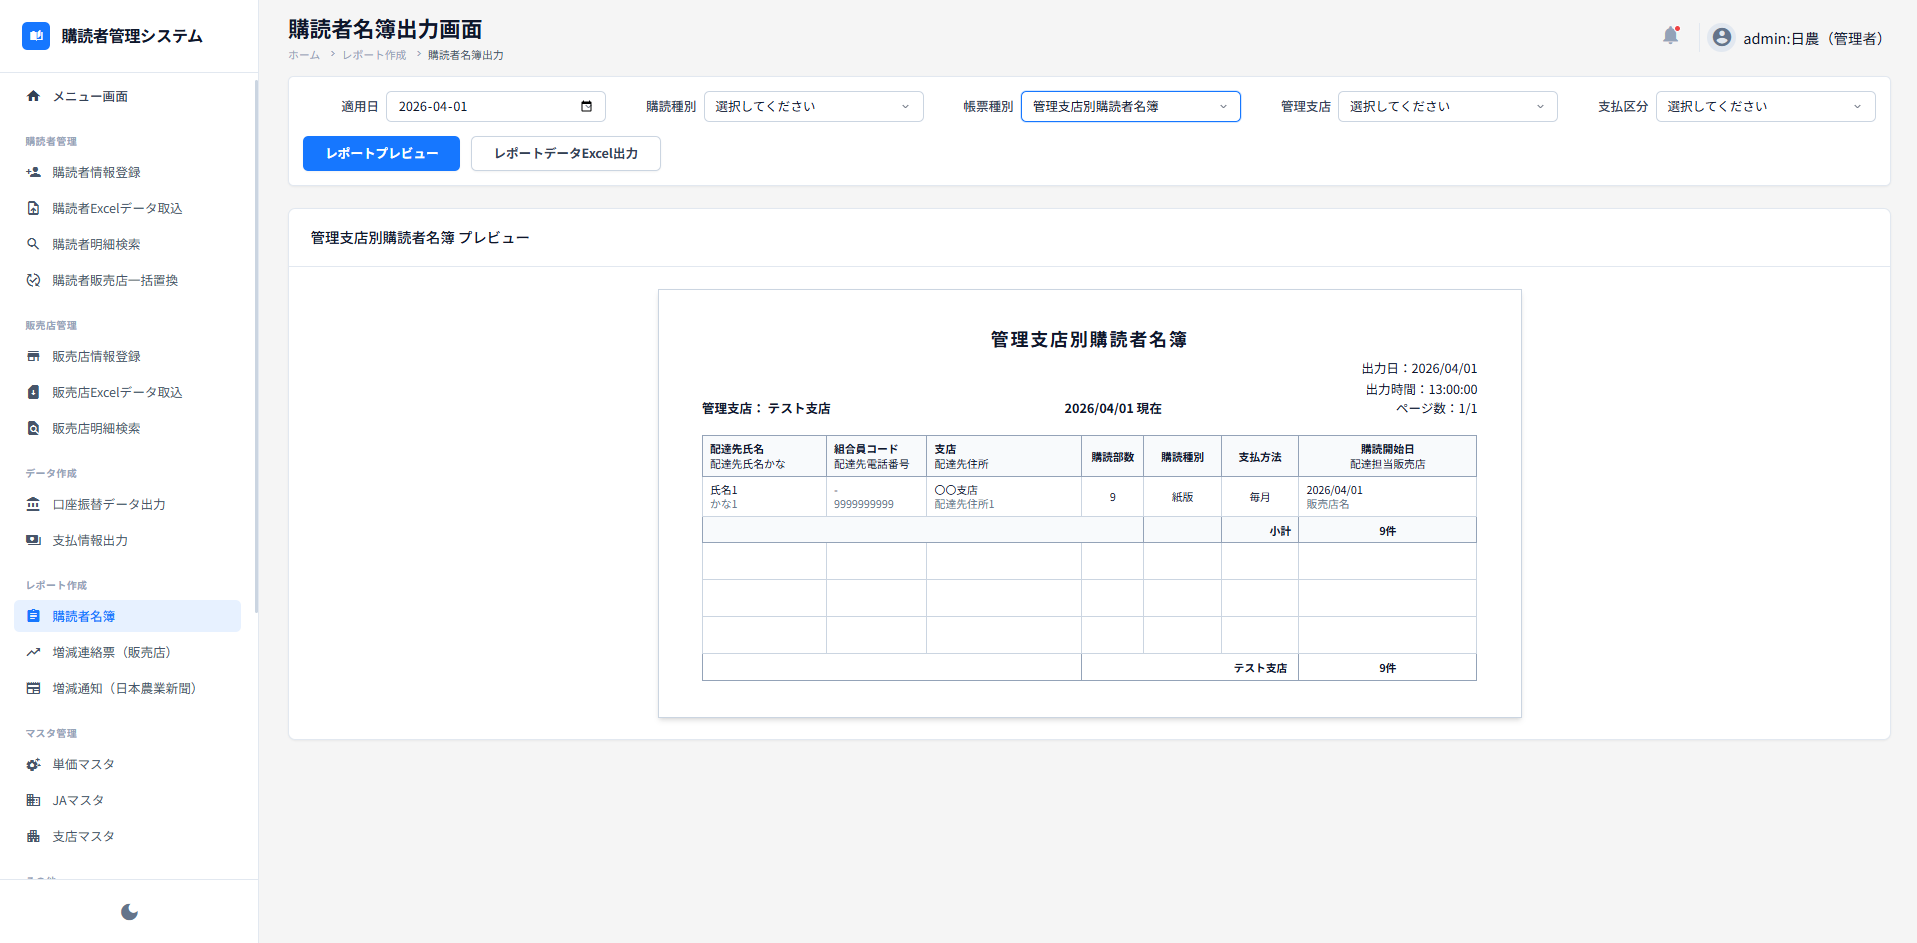 購読者管理システム
メニュー画面
購読者管理
購読者情報登録
購読者Excelデータ取込
購読者明細検索
購読者販売店一括置換
販売店管理
販売店情報登録
販売店Excelデータ取込
販売店明細検索
データ作成
口座振替データ出力
支払情報出力
レポート作成
購読者名簿
増減連絡票（販売店）
増減通知（日本農業新聞）
マスタ管理
単価マスタ
JAマスタ
支店マスタ
購読者名簿出力画面
ホーム > レポート作成 > 購読者名簿出力
admin:日農（管理者）
適用日 2026-04-01 購読種別 選択してください 帳票種別 管理支店別購読者名簿 管理支店 選択してください 支払区分 選択してください
レポートプレビュー レポートデータExcel出力
管理支店別購読者名簿 プレビュー
管理支店別購読者名簿
出力日：2026/04/01
出力時間：13:00:00
管理支店： テスト支店 2026/04/01 現在 ページ数：1/1
配達先氏名 組合員コード 支店 購読部数 購読種別 支払方法 購読開始日
配達先氏名かな 配達先電話番号 配達先住所 配達担当販売店
氏名1 - 〇〇支店 9 紙版 毎月 2026/04/01
かな1 9999999999 配達先住所1 販売店名
小計 9件
テスト支店 9件